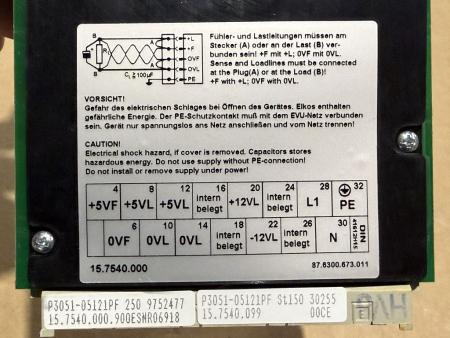 Fühler- und Lastleitungen müssen am
Stecker (A) oder an der Last (B) ver-
bunden sein! +F mit +L; 0VF mit 0VL.
Sense and Loadlines must be connected
at the Plug(A) or at the Load (B)!
+F with +L; 0VF with 0VL.
B A +L
R +F
0VF
B A 0VL
≥100µF PE
VORSICHT!
Gefahr des elektrischen Schlages bei Öffnen des Gerätes. Elkos enthalten
gefährliche Energie. Der PE-Schutzkontakt muß mit dem EVU-Netz verbunden
sein. Gerät nur spannungslos ans Netz anschließen und vom Netz trennen!
CAUTION!
Electrical shock hazard, if cover is removed. Capacitors store
hazardous energy. Do not use supply without PE-connection!
Do not install or remove supply under power!
4 8 12 16 20 24 28 32
+5VF +5VL +5VL intern belegt +12VL intern belegt L1 PE
6 10 14 18 22 26 30 DIN
0VF 0VL 0VL intern belegt -12VL intern belegt N 41612H15
15.7540.000 87.6300.673.011
P3051-05121PF 250 9752477
15.7540.000.900ESMR06918
P3051-05121PF St150 30255
15.7540.099 00CE